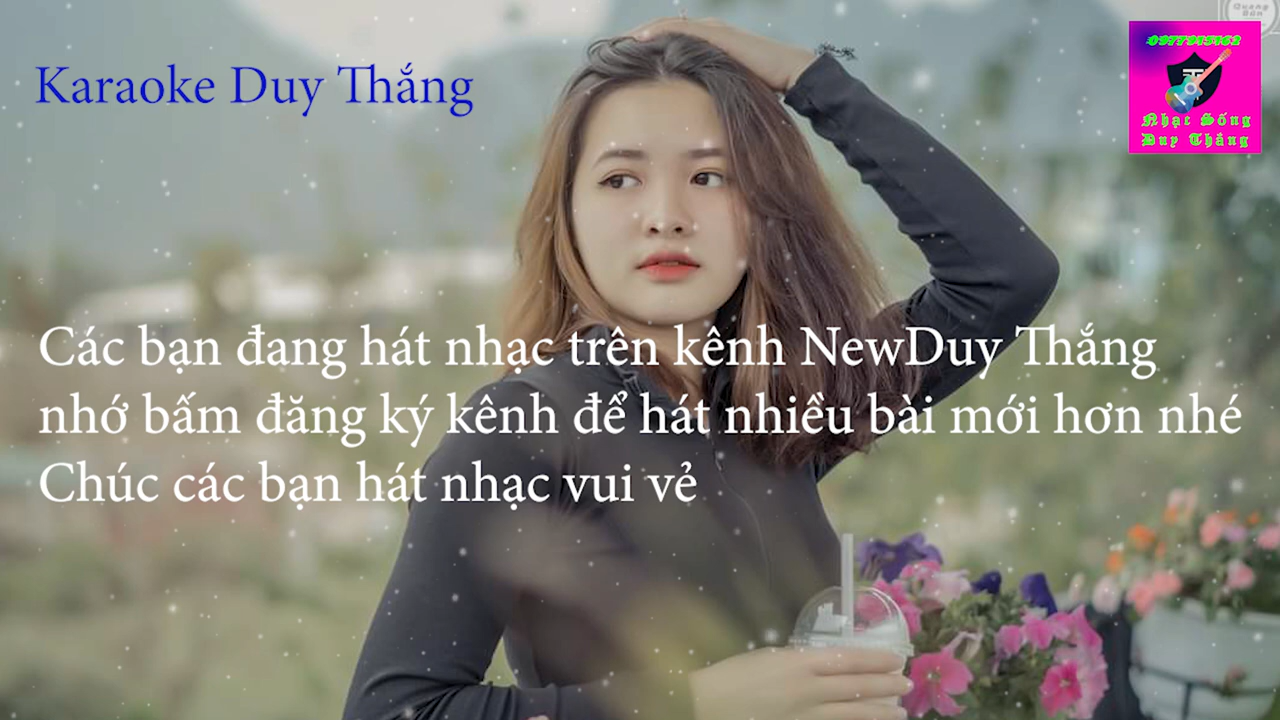 Karaoke Duy Thắng
0977915162
Nhạc Sống
Duy Thắng
Các bạn đang hát nhạc trên kênh NewDuy Thắng
nhớ bấm đăng ký kênh để hát nhiều bài mới hơn nhé
Chúc các bạn hát nhạc vui vẻ